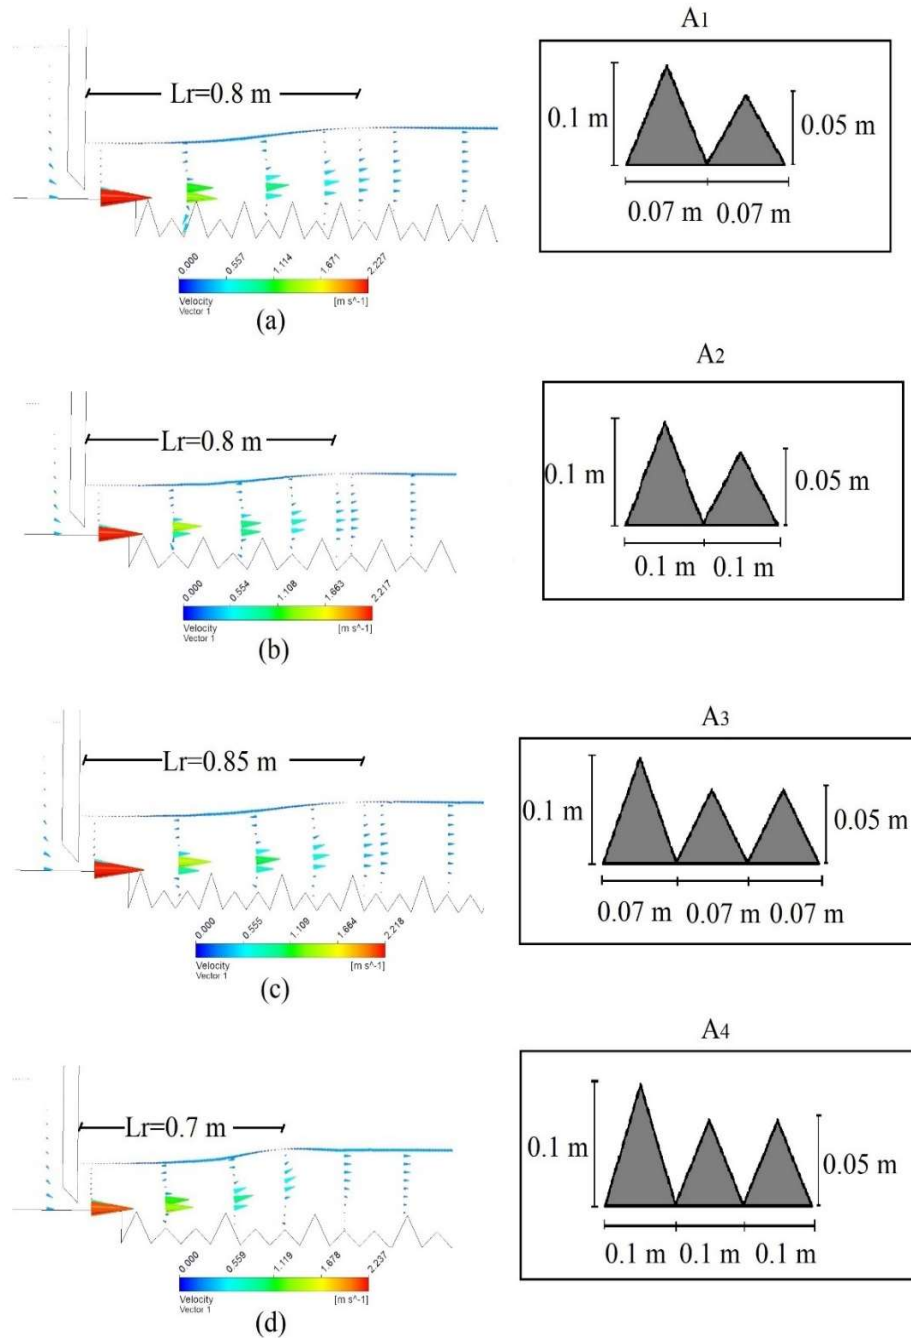 A1
Lr=0.8 m
0.1 m
0.05 m
0.07 m 0.07 m
0.000 0.557 1.114 1.671 2.227
Velocity [m s^-1]
Vector 1
(a)
A2
Lr=0.8 m
0.1 m
0.05 m
0.1 m 0.1 m
0.000 0.554 1.108 1.663 2.217
Velocity [m s^-1]
Vector 1
(b)
A3
Lr=0.85 m
0.1 m
0.05 m
0.07 m 0.07 m 0.07 m
0.000 0.555 1.109 1.664 2.218
Velocity [m s^-1]
Vector 1
(c)
A4
Lr=0.7 m
0.1 m
0.05 m
0.1 m 0.1 m 0.1 m
0.000 0.559 1.119 1.678 2.237
Velocity [m s^-1]
Vector 1
(d)